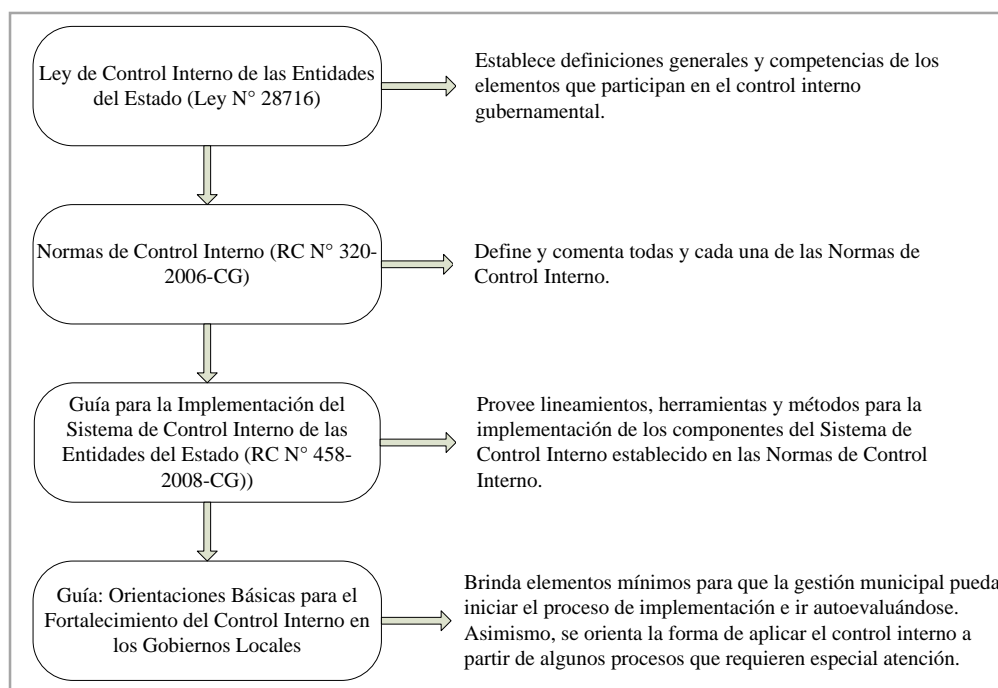 Ley de Control Interno de las Entidades
del Estado (Ley N° 28716)
Establece definiciones generales y competencias de los
elementos que participan en el control interno
gubernamental.
Normas de Control Interno (RC N° 320-
2006-CG)
Define y comenta todas y cada una de las Normas de
Control Interno.
Guía para la Implementación del
Sistema de Control Interno de las
Entidades del Estado (RC N° 458-
2008-CG))
Provee lineamientos, herramientas y métodos para la
implementación de los componentes del Sistema de
Control Interno establecido en las Normas de Control
Interno.
Guía: Orientaciones Básicas para el
Fortalecimiento del Control Interno en
los Gobiernos Locales
Brinda elementos mínimos para que la gestión municipal pueda
iniciar el proceso de implementación e ir autoevaluándose.
Asimismo, se orienta la forma de aplicar el control interno a
partir de algunos procesos que requieren especial atención.